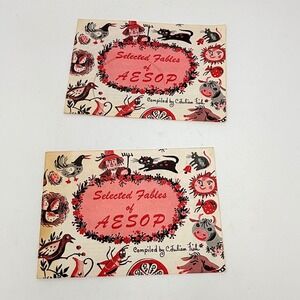 Selected Fables
of
AESOP
Compiled by
Selected Fables
of
AESOP
Compiled by